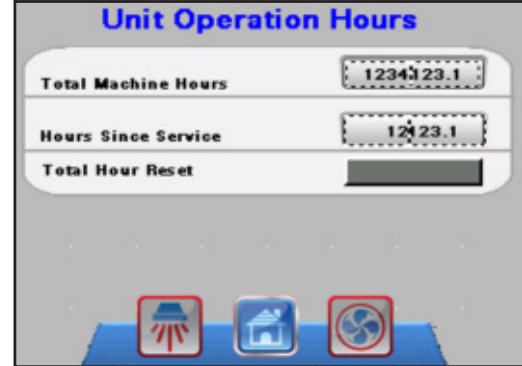 Unit Operation Hours
Total Machine Hours
Hours Since Service
Total Hour Reset